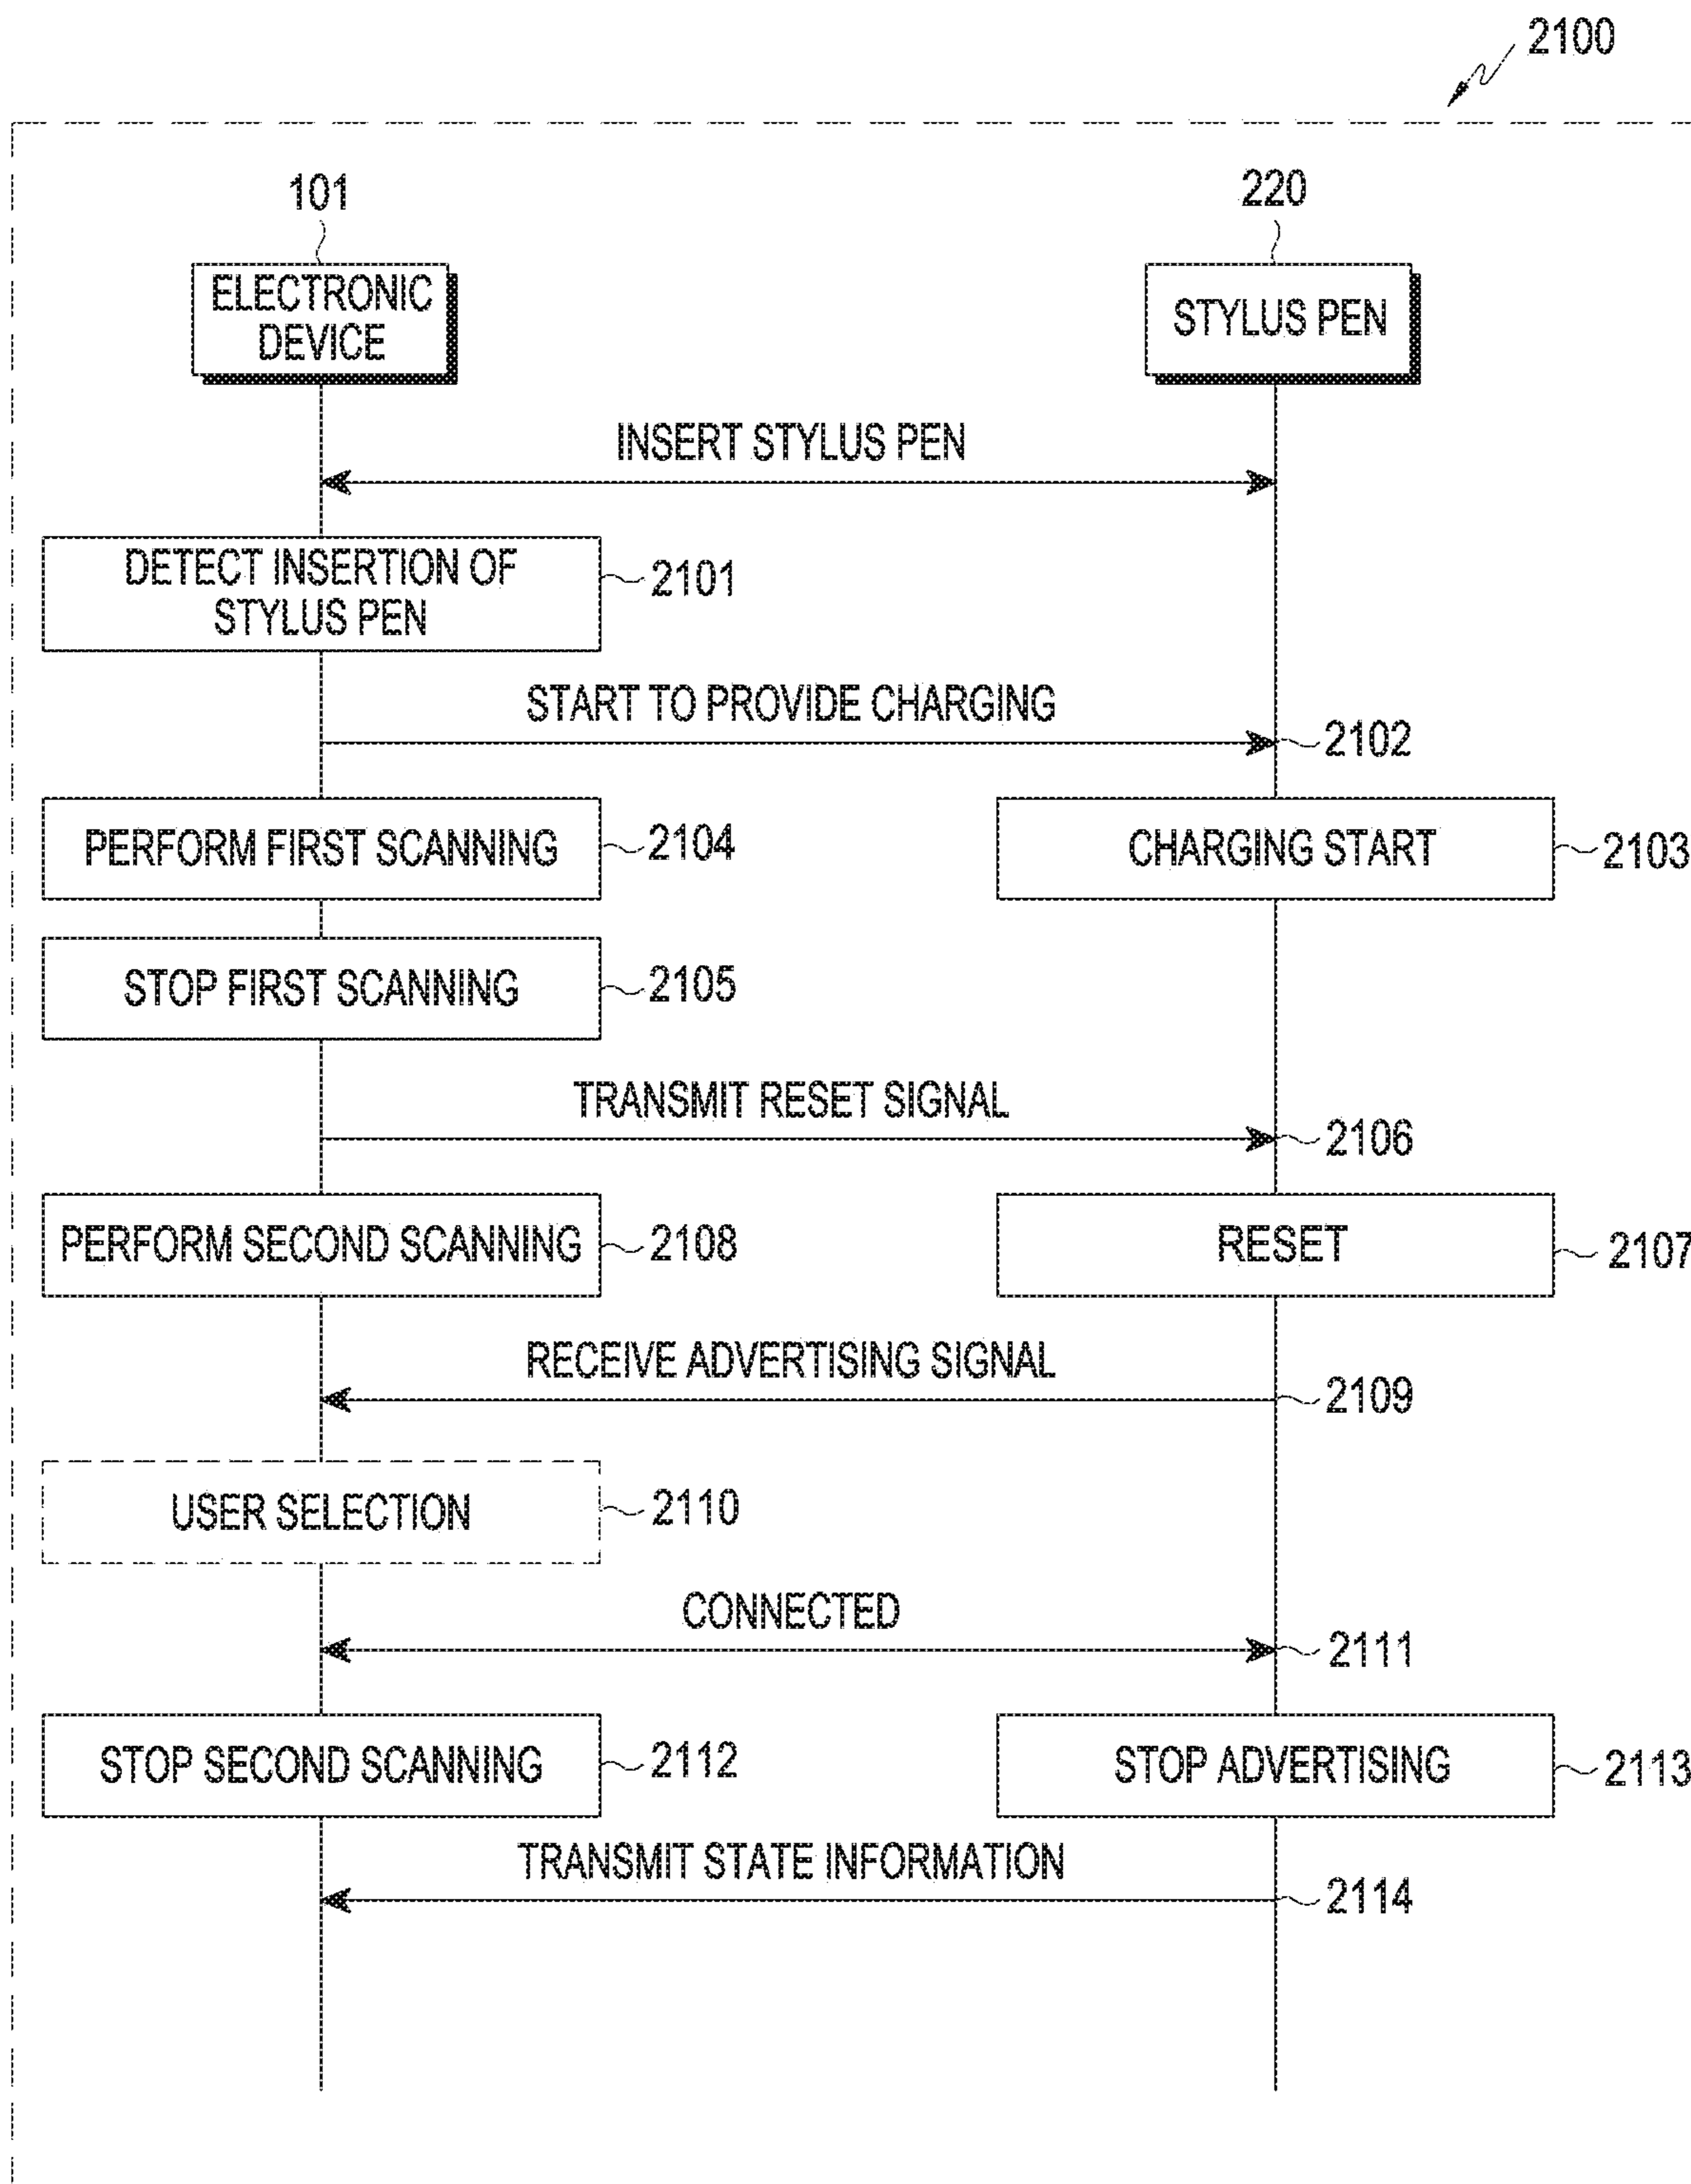 2100
101
220
ELECTRONIC
DEVICE
STYLUS PEN
INSERT STYLUS PEN
DETECT INSERTION OF
STYLUS PEN
2101
START TO PROVIDE CHARGING
2102
PERFORM FIRST SCANNING
2104
CHARGING START
2103
STOP FIRST SCANNING
2105
TRANSMIT RESET SIGNAL
2106
PERFORM SECOND SCANNING
2108
RESET
2107
RECEIVE ADVERTISING SIGNAL
2109
USER SELECTION
2110
CONNECTED
2111
STOP SECOND SCANNING
2112
STOP ADVERTISING
2113
TRANSMIT STATE INFORMATION
2114